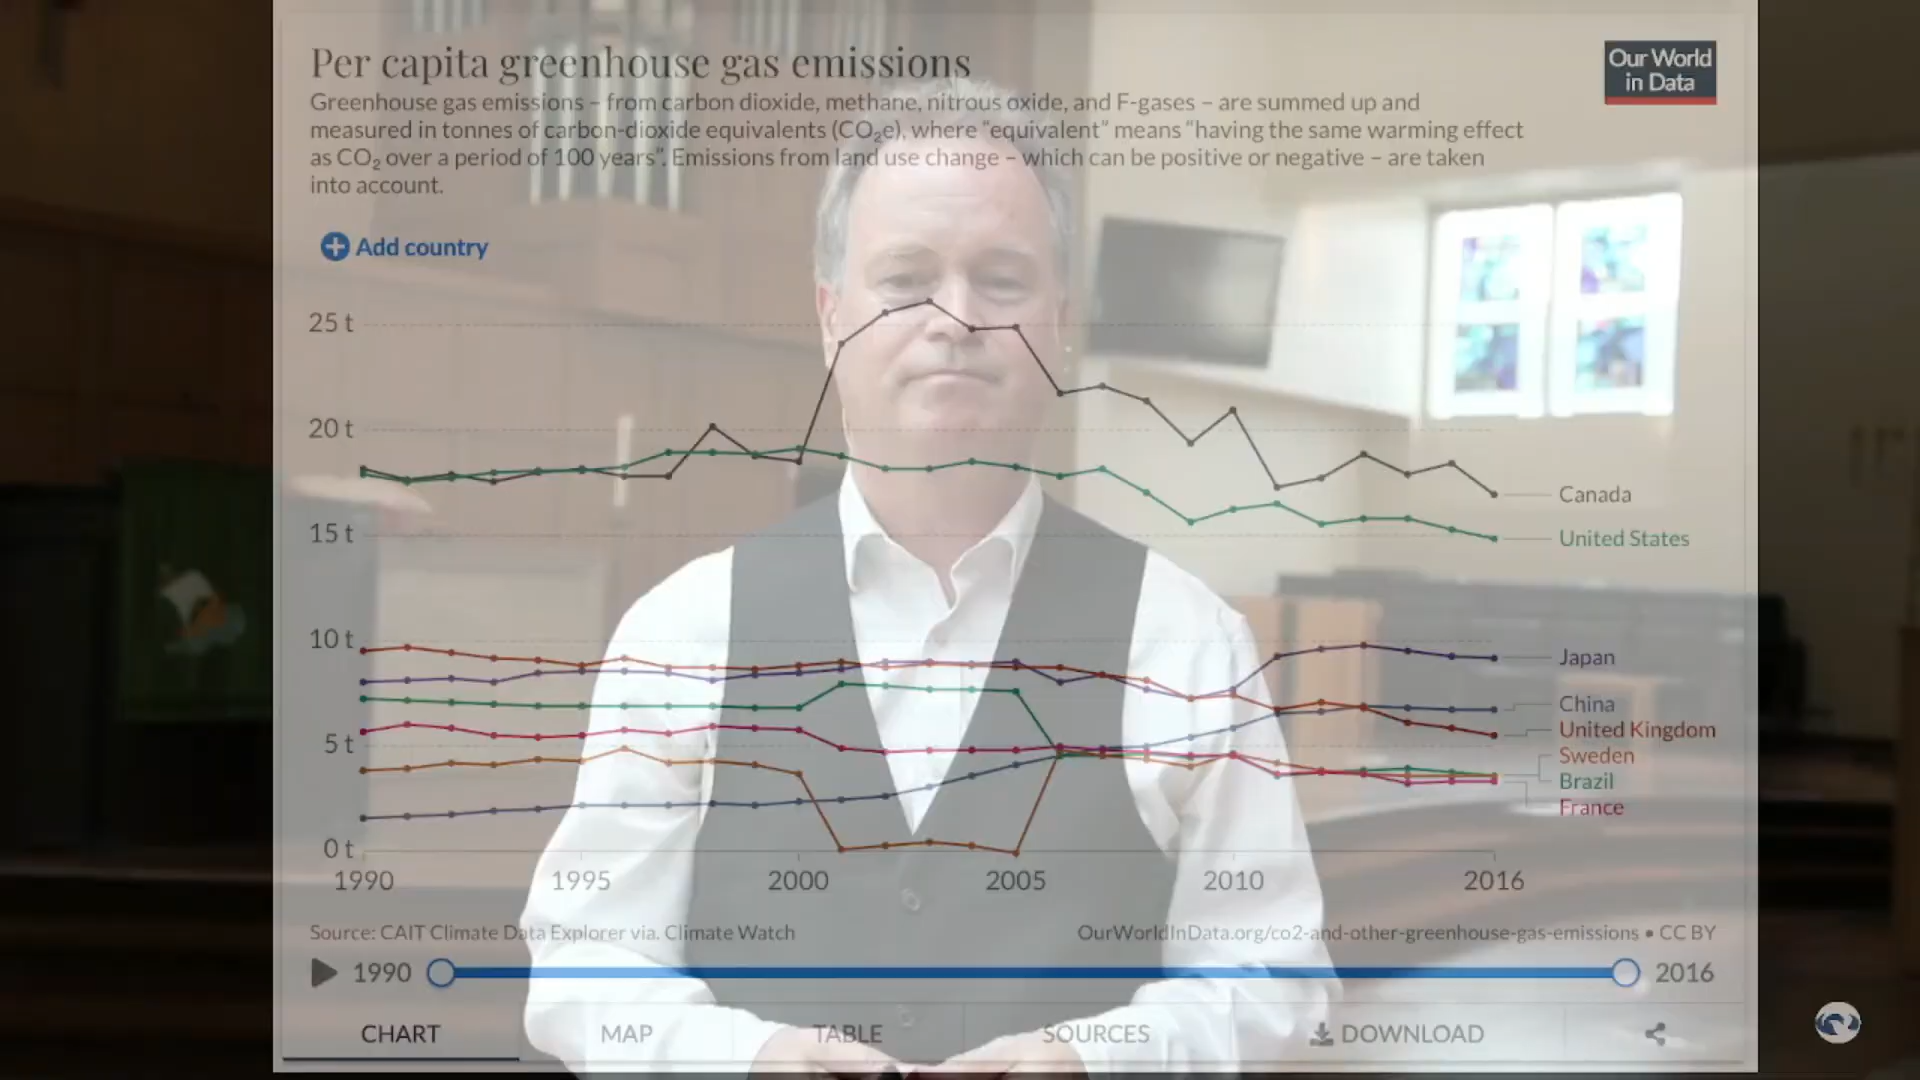 Per capita greenhouse gas emissions
Our World
in Data
Greenhouse gas emissions – from carbon dioxide, methane, nitrous oxide, and F-gases – are summed up and
measured in tonnes of carbon-dioxide equivalents (CO₂e), where “equivalent” means “having the same warming effect
as CO₂ over a period of 100 years”. Emissions from land use change – which can be positive or negative – are taken
into account.
Add country
25 t
20 t
15 t
10 t
5 t
0 t
Canada
United States
Japan
China
United Kingdom
Sweden
Brazil
France
1990 1995 2000 2005 2010 2016
Source: CAIT Climate Data Explorer via. Climate Watch
OurWorldInData.org/co2-and-other-greenhouse-gas-emissions • CC BY
1990 2016
CHART MAP TABLE SOURCES DOWNLOAD